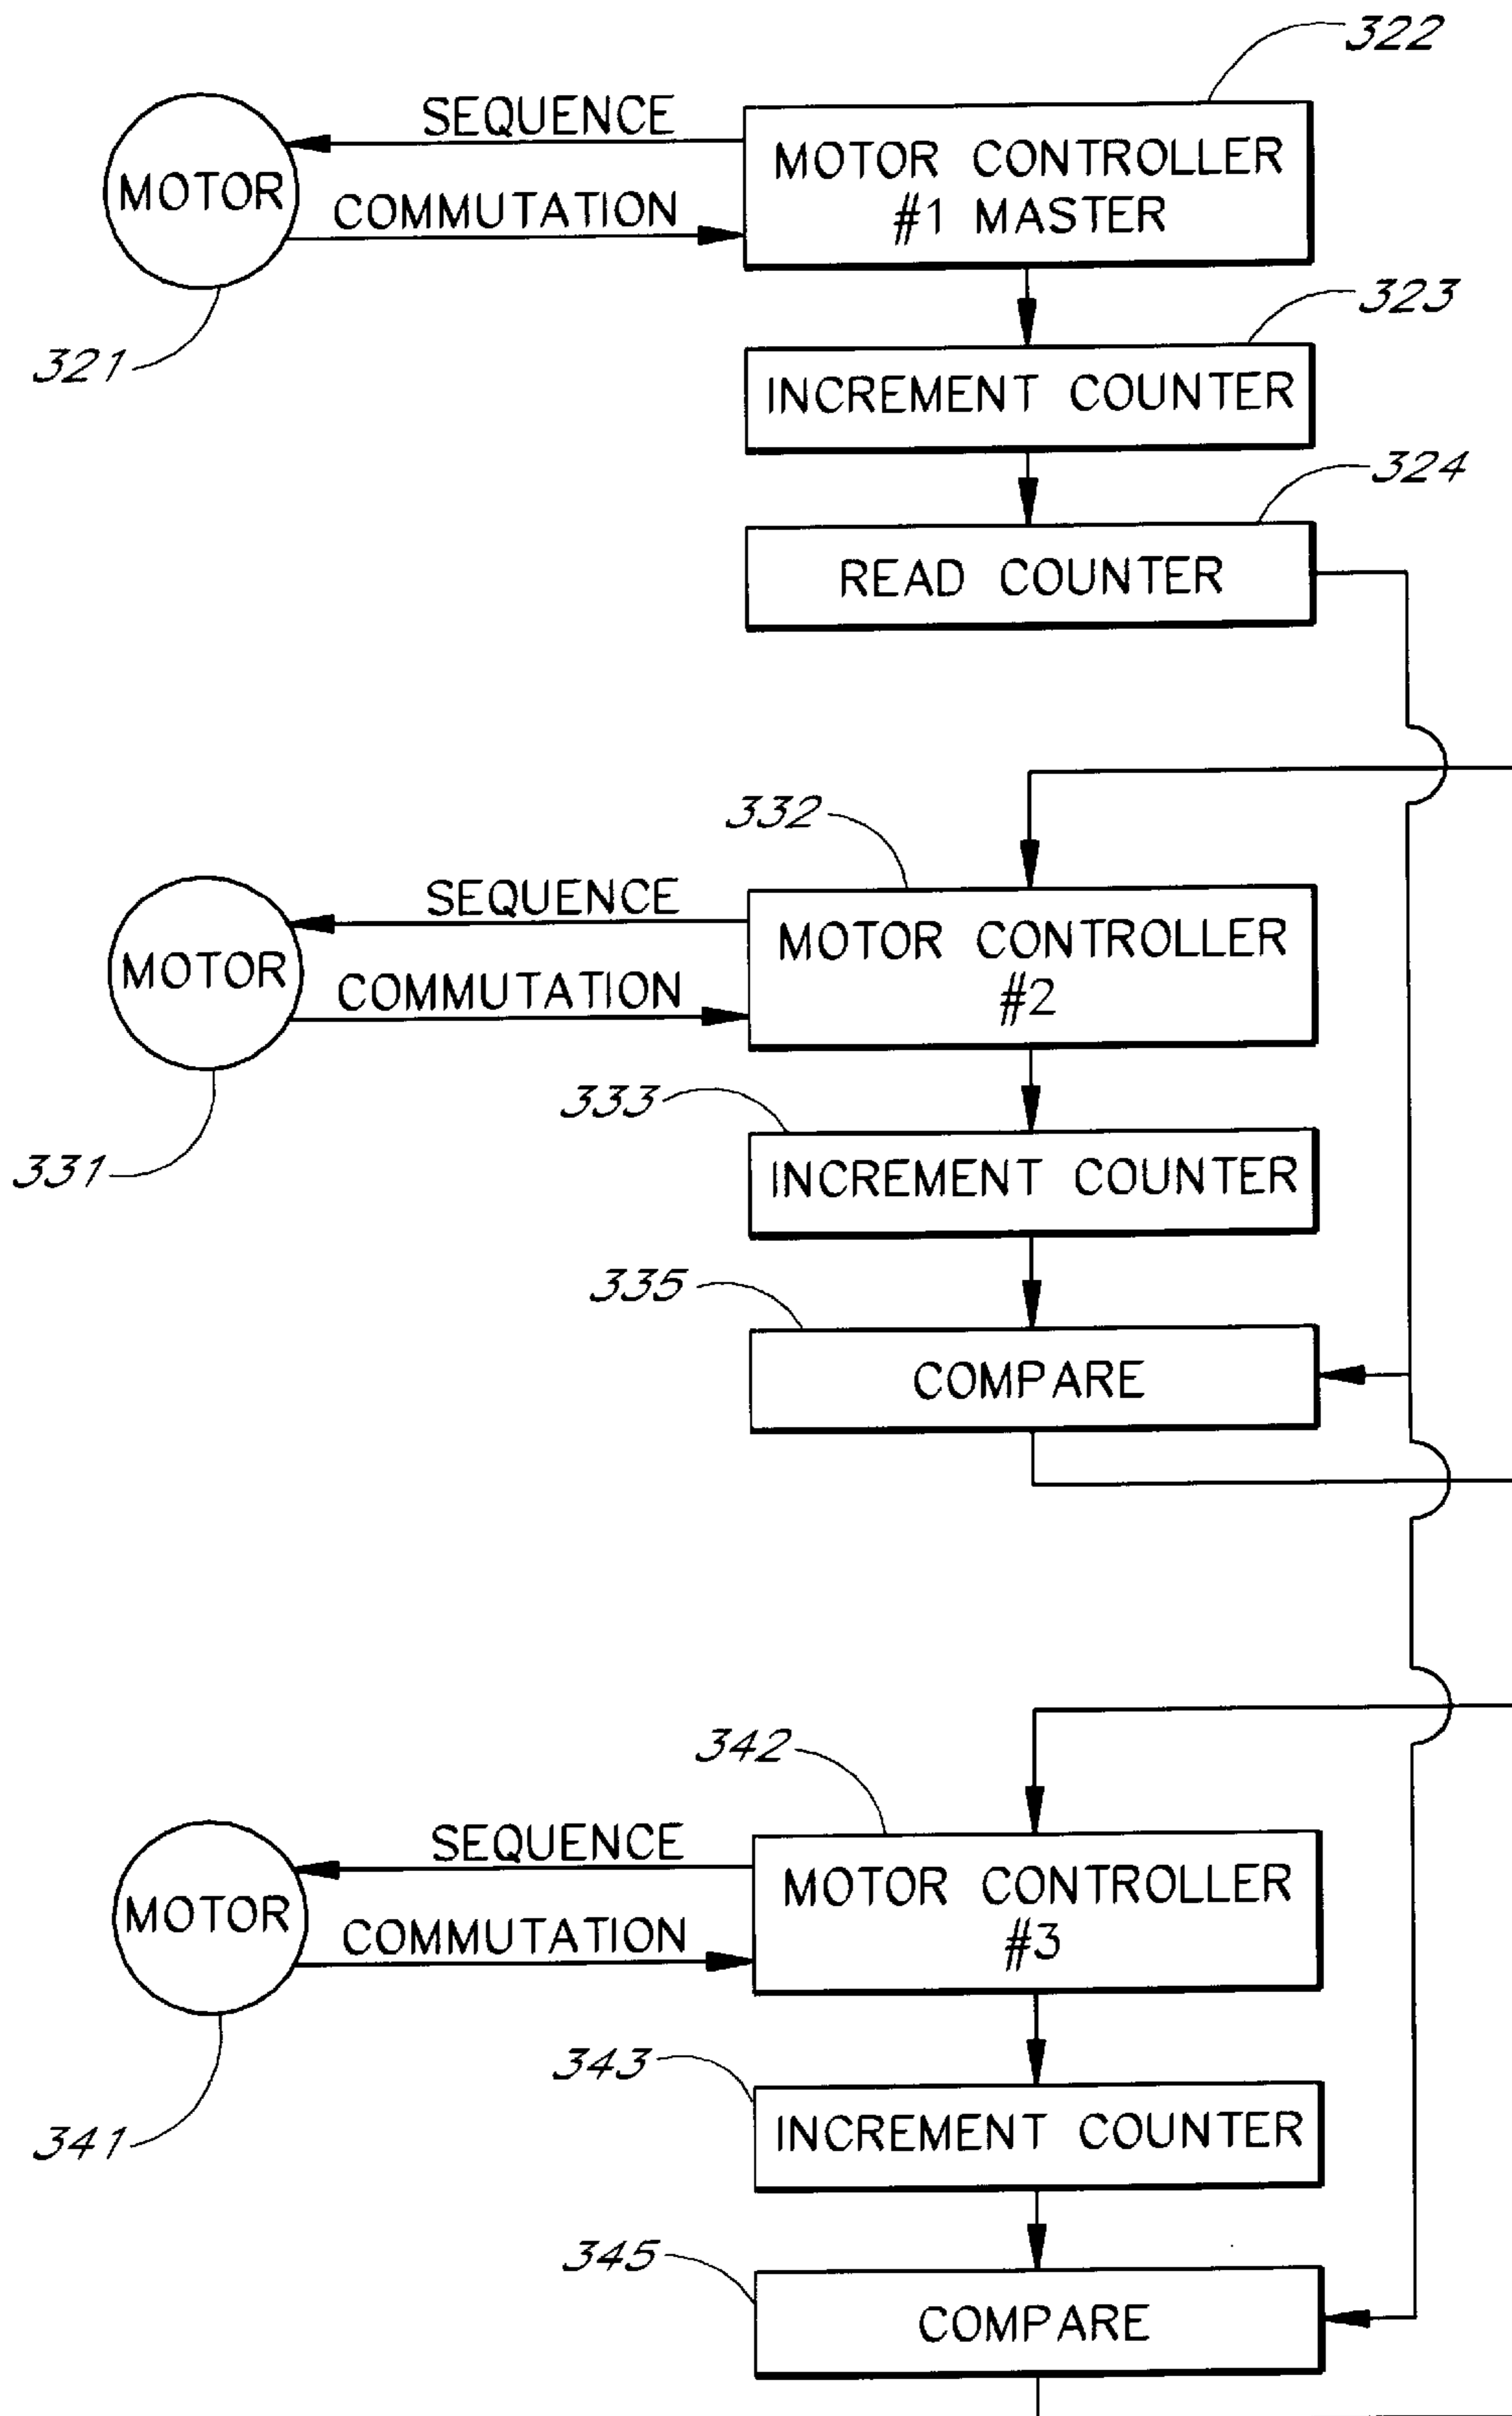 322
SEQUENCE
MOTOR
COMMUTATION
MOTOR CONTROLLER
#1 MASTER
321
323
INCREMENT COUNTER
324
READ COUNTER
332
SEQUENCE
MOTOR
COMMUTATION
MOTOR CONTROLLER
#2
331
333
INCREMENT COUNTER
335
COMPARE
342
SEQUENCE
MOTOR
COMMUTATION
MOTOR CONTROLLER
#3
341
343
INCREMENT COUNTER
345
COMPARE